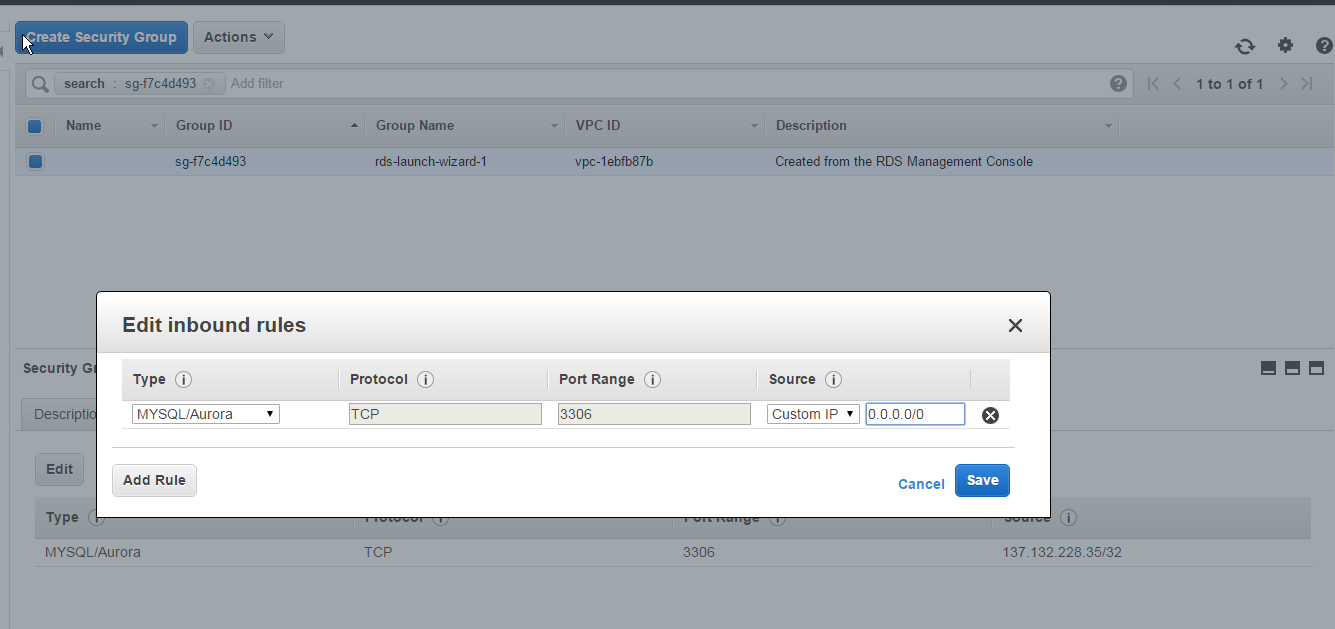 Create Security Group Actions
search : sg-f7c4d493 Add filter 1 to 1 of 1
Name Group ID Group Name VPC ID Description
sg-f7c4d493 rds-launch-wizard-1 vpc-1ebfb87b Created from the RDS Management Console
Edit inbound rules
Type Protocol Port Range Source
MYSQL/Aurora TCP 3306 Custom IP 0.0.0.0/0
Add Rule Cancel Save
Security Gr
Descriptio
Edit
Type Protocol Port Range Source
MYSQL/Aurora TCP 3306 137.132.228.35/32